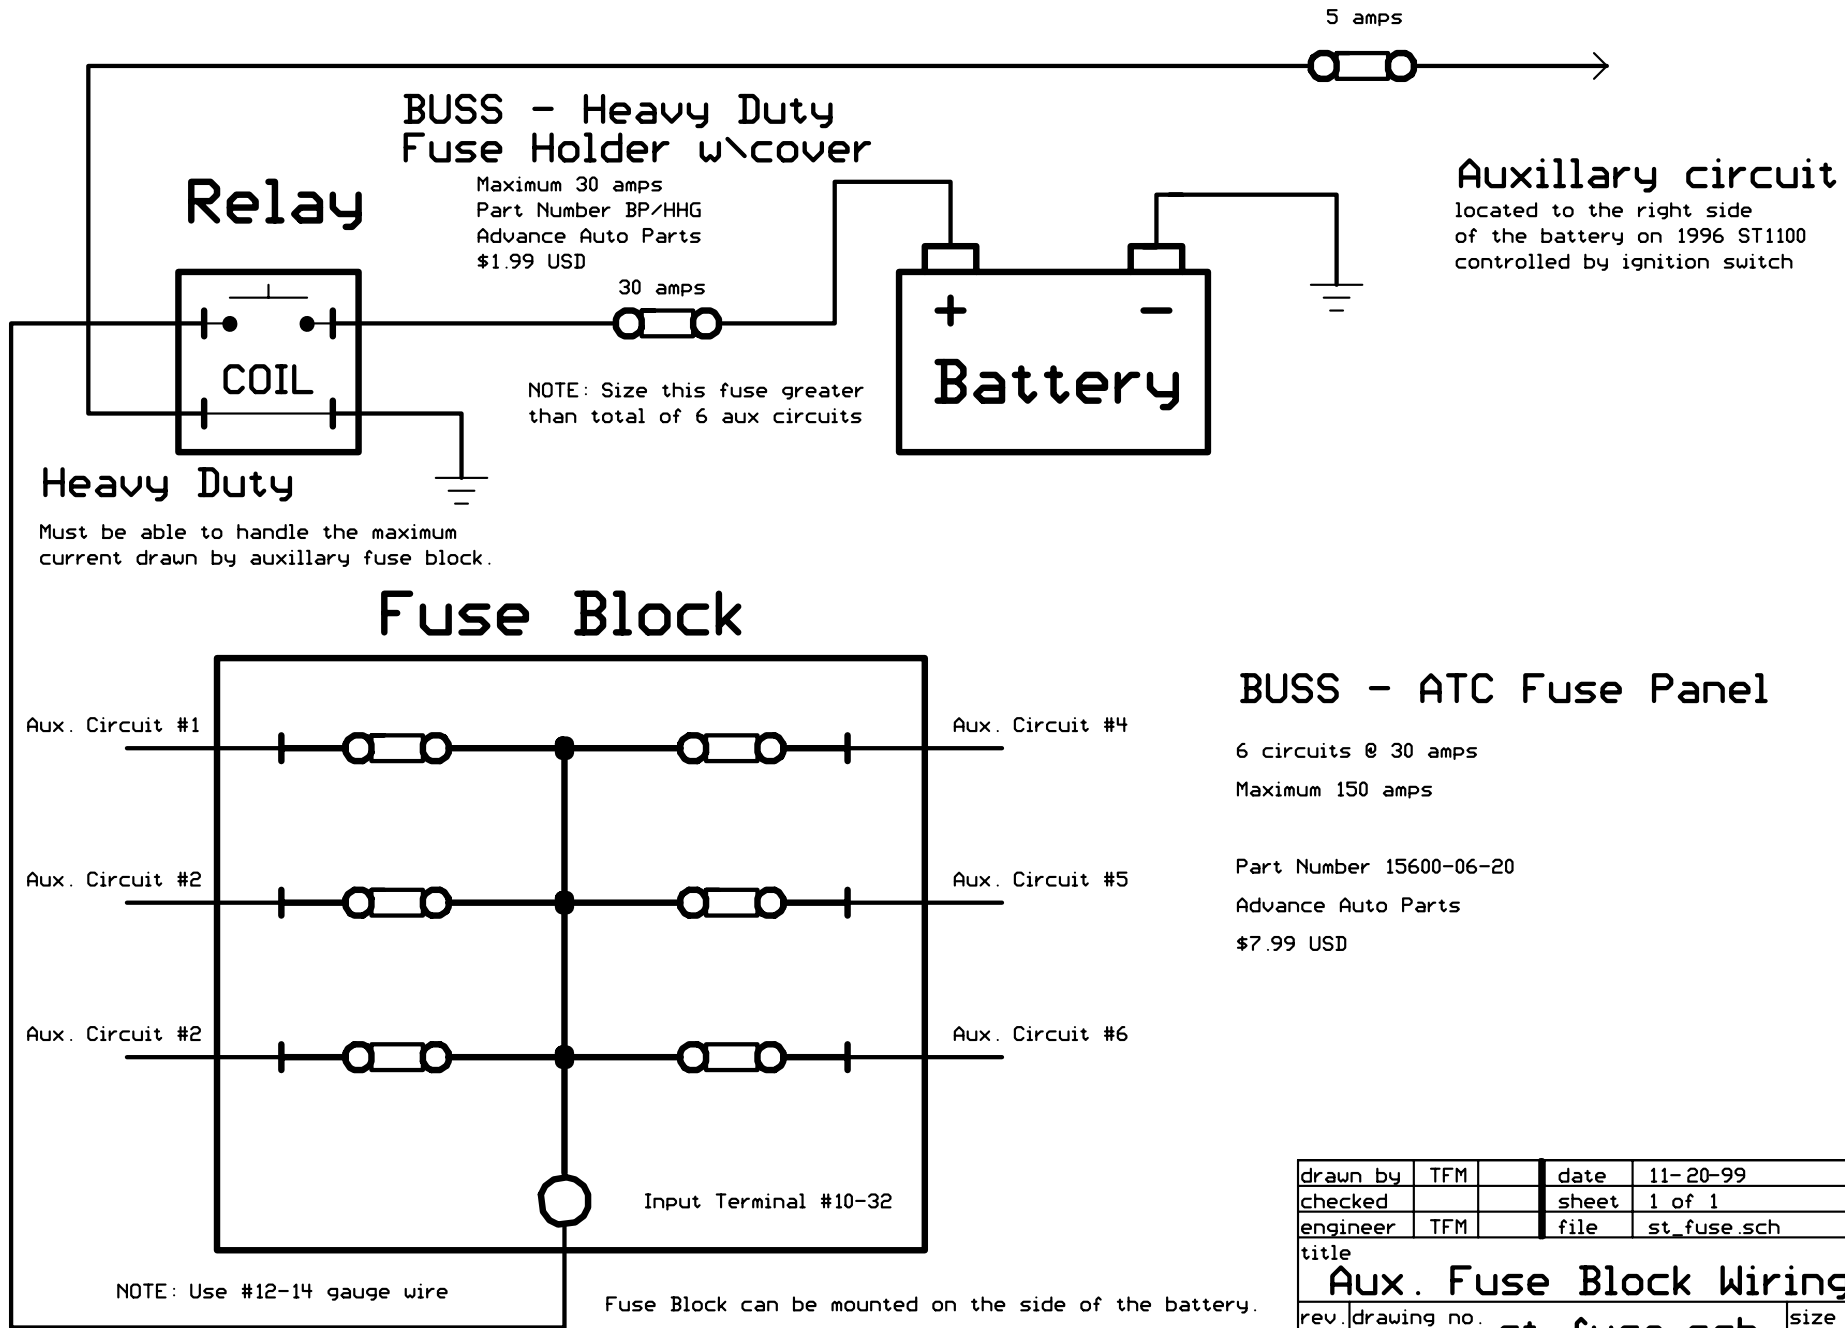 5 amps
BUSS - Heavy Duty
Fuse Holder w\cover
Maximum 30 amps
Part Number BP/HHG
Advance Auto Parts
$1.99 USD
30 amps
NOTE: Size this fuse greater
than total of 6 aux circuits
Relay
COIL
Heavy Duty
Must be able to handle the maximum
current drawn by auxillary fuse block.
+ -
Battery
Auxillary circuit
located to the right side
of the battery on 1996 ST1100
controlled by ignition switch
Fuse Block
Aux. Circuit #1
Aux. Circuit #4
Aux. Circuit #2
Aux. Circuit #5
Aux. Circuit #2
Aux. Circuit #6
Input Terminal #10-32
NOTE: Use #12-14 gauge wire
Fuse Block can be mounted on the side of the battery.
BUSS - ATC Fuse Panel
6 circuits @ 30 amps
Maximum 150 amps
Part Number 15600-06-20
Advance Auto Parts
$7.99 USD
drawn by TFM date 11-20-99
checked sheet 1 of 1
engineer TFM file st_fuse.sch
title
Aux. Fuse Block Wiring
rev. drawing no. st_fuse.sch size